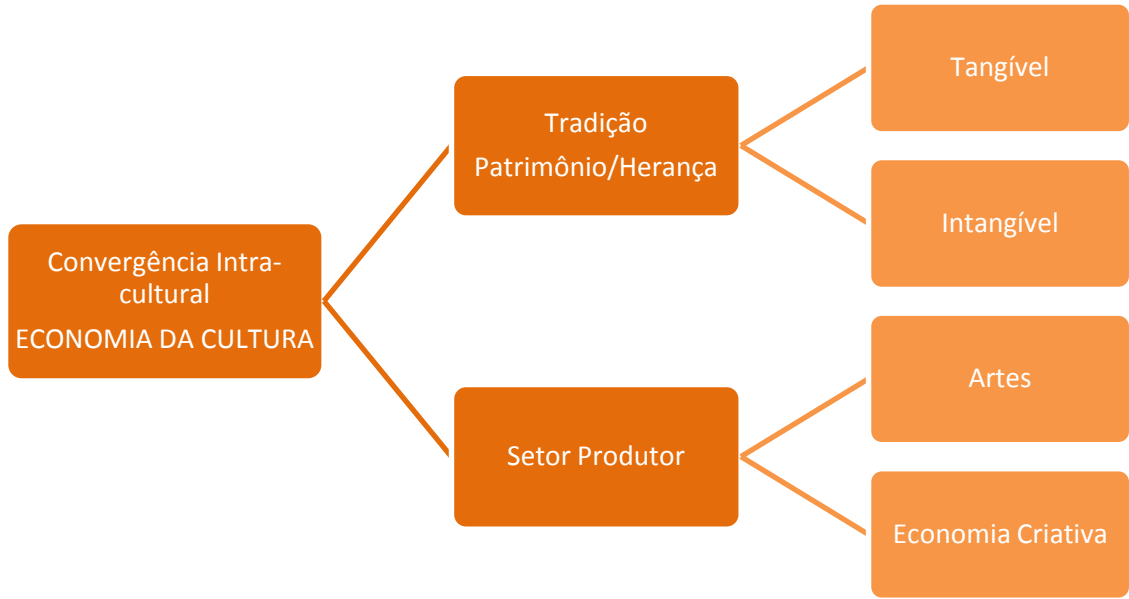 Convergência Intra-
cultural
ECONOMIA DA CULTURA
Tradição
Patrimônio/Herança
Tangível
Intangível
Setor Produtor
Artes
Economia Criativa